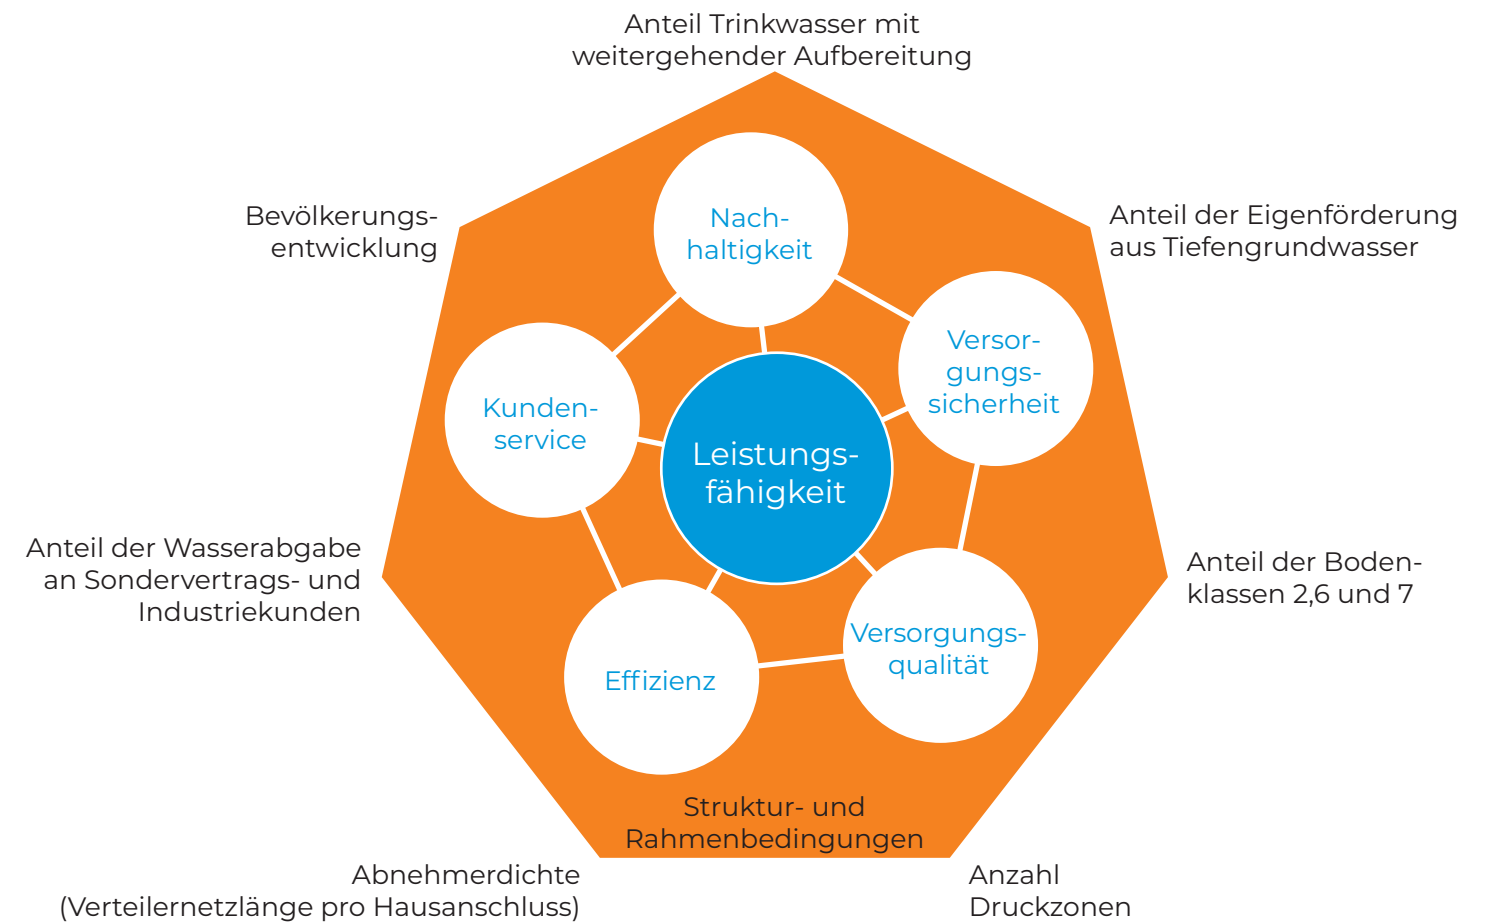 Anteil Trinkwasser mit
weitergehender Aufbereitung
Bevölkerungs-
entwicklung
Anteil der Eigenförderung
aus Tiefengrundwasser
Nach-
haltigkeit
Versor-
gungs-
sicherheit
Kunden-
service
Leistungs-
fähigkeit
Anteil der Wasserabgabe
an Sondervertrags- und
Industriekunden
Anteil der Boden-
klassen 2,6 und 7
Versorgungs-
qualität
Effizienz
Struktur- und
Rahmenbedingungen
Abnehmerdichte
(Verteilernetzlänge pro Hausanschluss)
Anzahl
Druckzonen